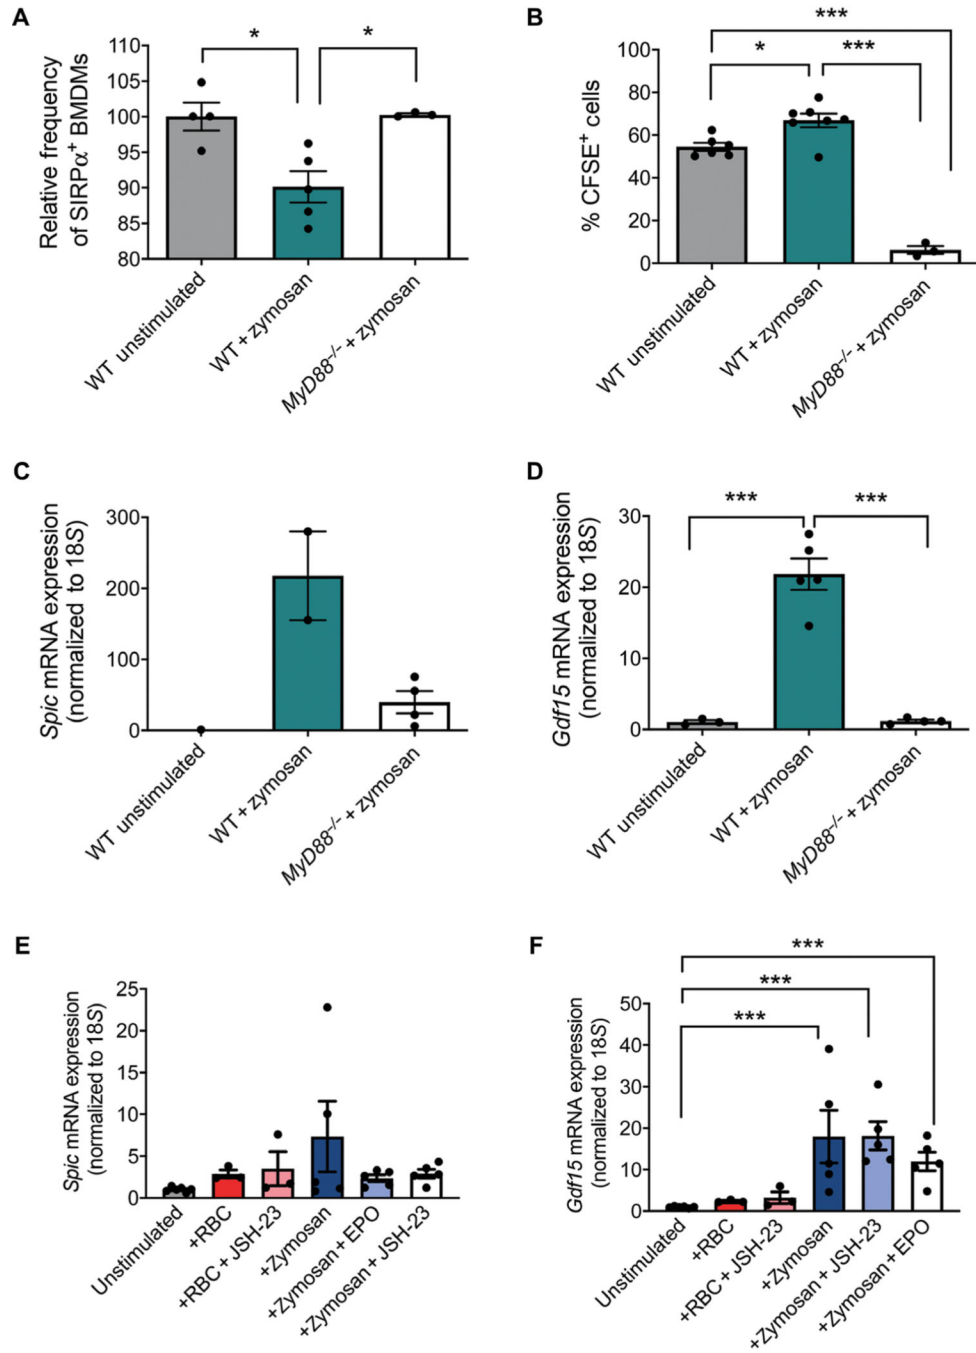 A
Relative frequency
of SIRPα⁺ BMDMs
110
105
100
95
90
85
80
*
*
WT unstimulated
WT + zymosan
MyD88⁻/⁻ + zymosan
B
% CFSE⁺ cells
100
80
60
40
20
0
***
*
***
WT unstimulated
WT + zymosan
MyD88⁻/⁻ + zymosan
C
Spic mRNA expression
(normalized to 18S)
300
200
100
0
WT unstimulated
WT + zymosan
MyD88⁻/⁻ + zymosan
D
Gdf15 mRNA expression
(normalized to 18S)
30
20
10
0
***
***
WT unstimulated
WT + zymosan
MyD88⁻/⁻ + zymosan
E
Spic mRNA expression
(normalized to 18S)
25
20
15
10
5
0
Unstimulated
+RBC
+RBC + JSH-23
+Zymosan
+Zymosan + EPO
+Zymosan + JSH-23
F
Gdf15 mRNA expression
(normalized to 18S)
50
40
30
20
10
0
***
***
***
Unstimulated
+RBC
+RBC + JSH-23
+Zymosan
+Zymosan + JSH-23
+Zymosan + EPO